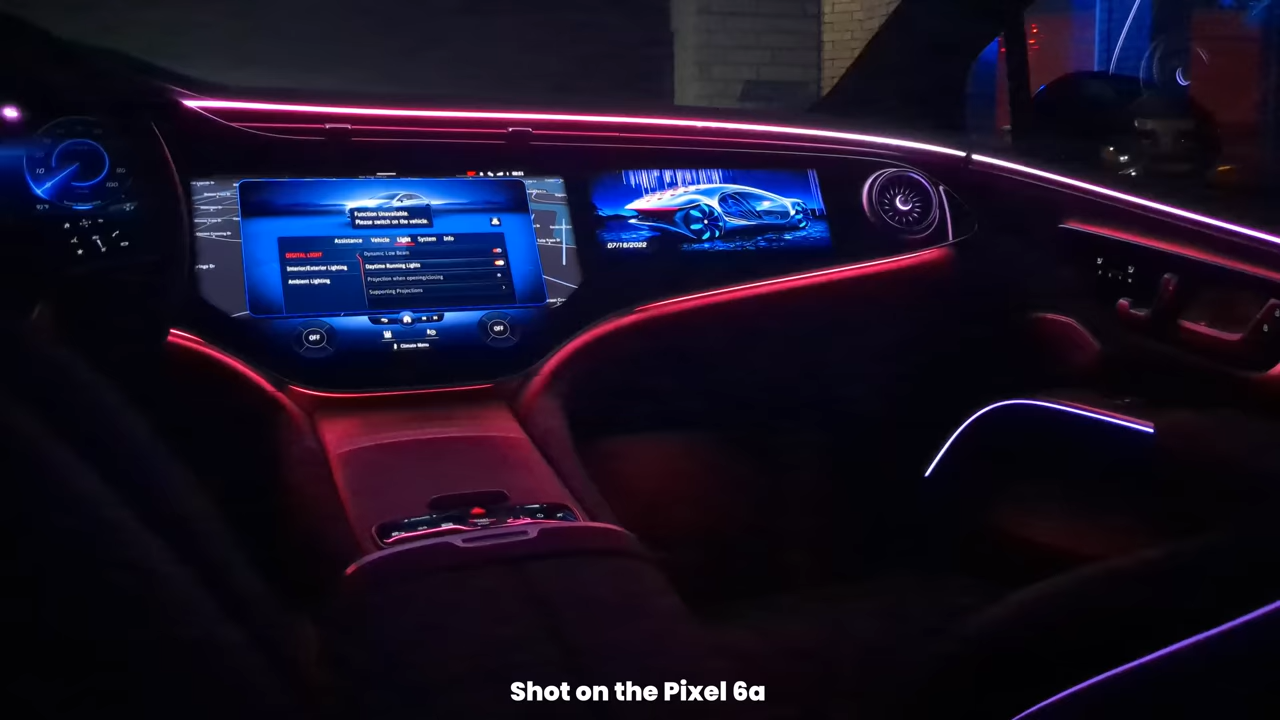 Function Unavailable.
Please switch on the vehicle.
Assistance Vehicle Light System Info
DIGITAL LIGHT
Interior/Exterior Lighting
Ambient Lighting
Dynamic Low Beam
Daytime Running Lights
Projection when opening/closing
Supporting Projections
OFF
OFF
Climate Menu
07/16/2022
Shot on the Pixel 6a